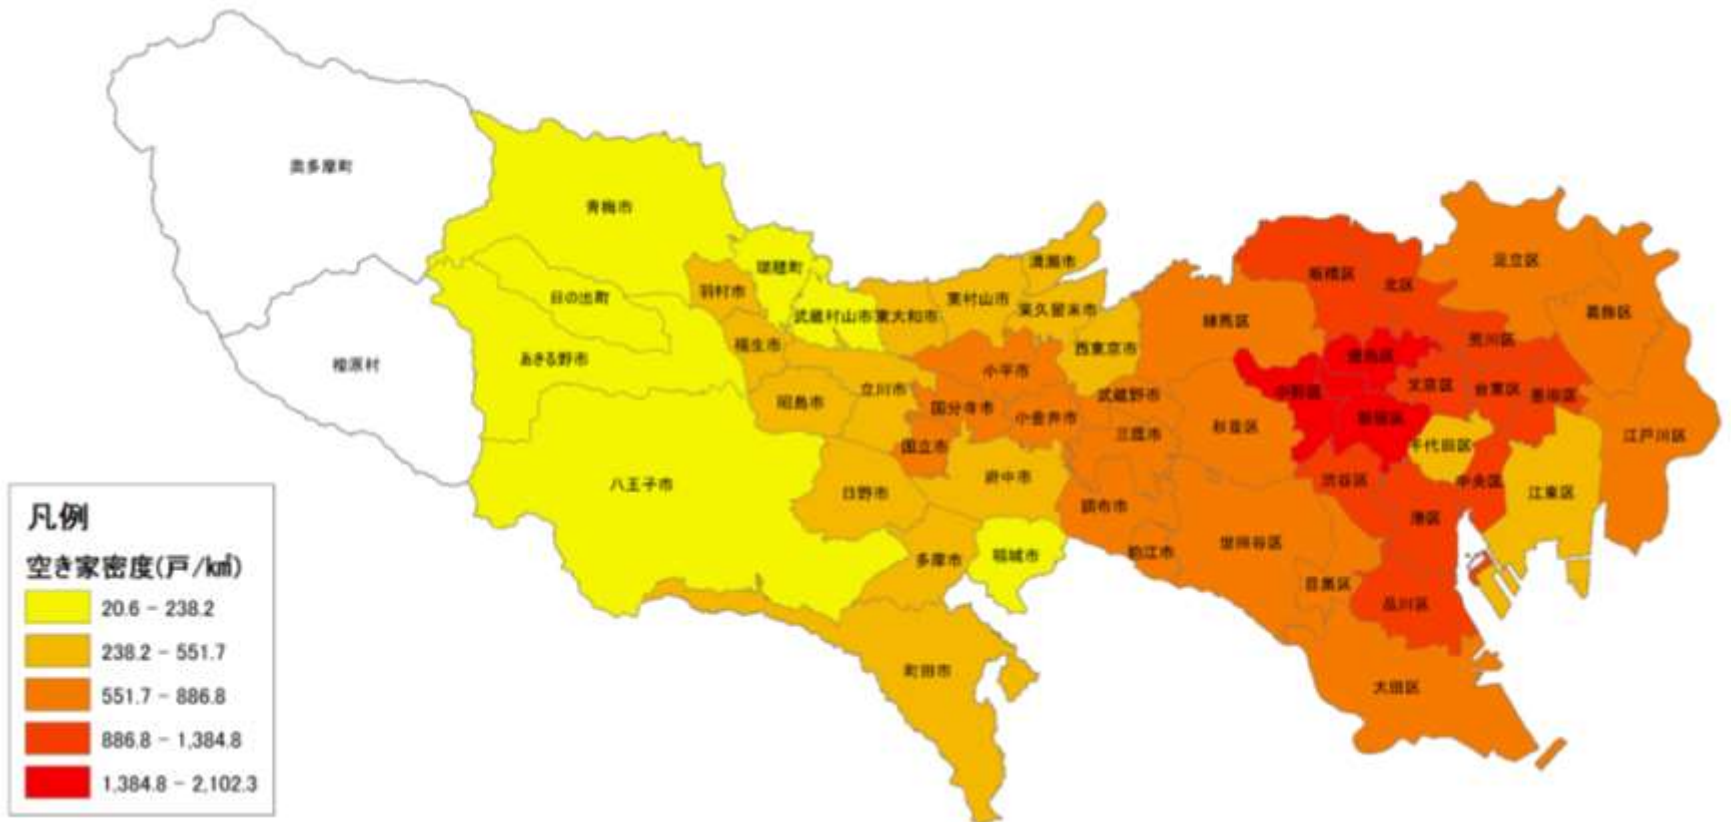 奥多摩町
青梅市
瑞穂町
清瀬市
足立区
板橋区
北区
羽村市
日の出町
東村山市
武蔵村山市
東大和市
東久留米市
練馬区
葛飾区
荒川区
福生市
西東京市
豊島区
檜原村
あきる野市
小平市
立川市
昭島市
国分寺市
武蔵野市
中野区
文京区
台東区
墨田区
小金井市
新宿区
杉並区
三鷹市
江戸川区
国立市
千代田区
八王子市
日野市
府中市
渋谷区
中央区
江東区
調布市
港区
多摩市
稲城市
狛江市
世田谷区
目黒区
品川区
町田市
大田区
凡例
空き家密度(戸/k㎡)
20.6 - 238.2
238.2 - 551.7
551.7 - 886.8
886.8 - 1,384.8
1,384.8 - 2,102.3